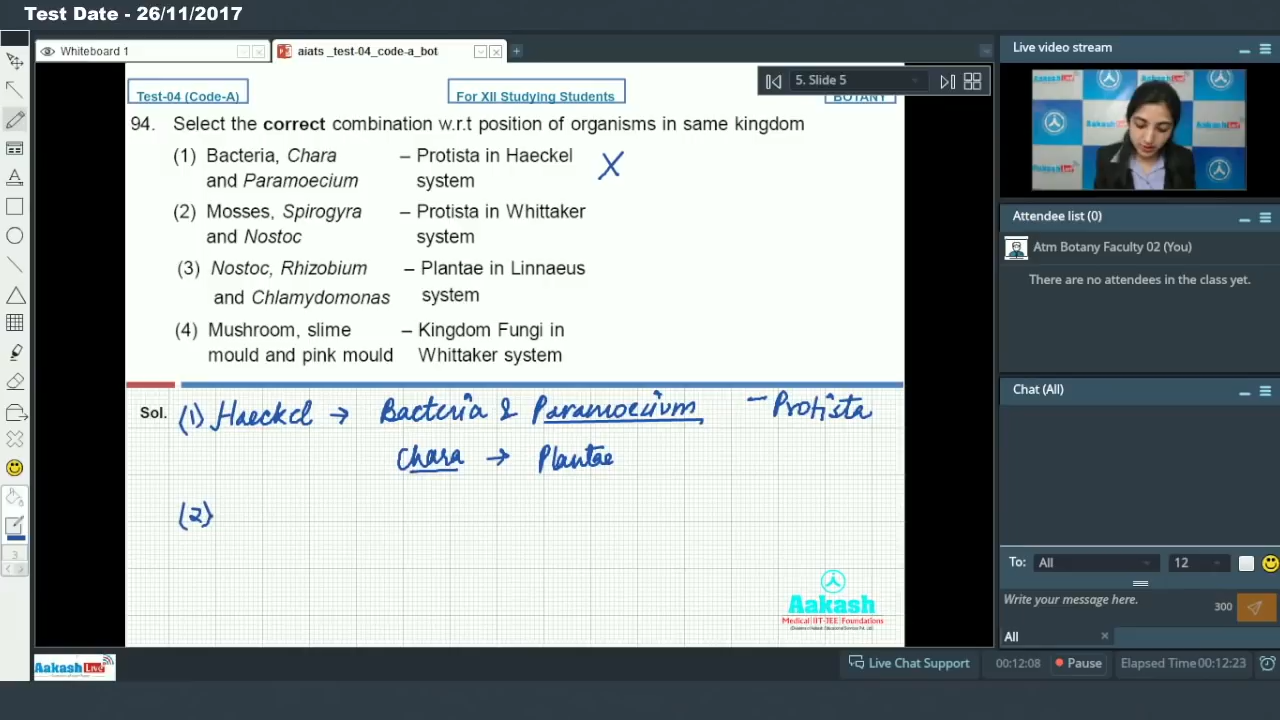 Test Date - 26/11/2017
Whiteboard 1
aiats _test-04_code-a_bot
Live video stream
5. Slide 5
Test-04 (Code-A)
For XII Studying Students
BOTANY
94. Select the correct combination w.r.t position of organisms in same kingdom
(1) Bacteria, Chara – Protista in Haeckel X
and Paramoecium system
(2) Mosses, Spirogyra – Protista in Whittaker
and Nostoc system
(3) Nostoc, Rhizobium – Plantae in Linnaeus
and Chlamydomonas system
(4) Mushroom, slime – Kingdom Fungi in
mould and pink mould Whittaker system
Sol. (1) Haeckel → Bacteria & Paramoecium, – Protista
Chara → Plantae
(2)
Aakash
Medical|IIT-JEE|Foundations
Attendee list (0)
Atm Botany Faculty 02 (You)
There are no attendees in the class yet.
Chat (All)
To: All 12
Write your message here. 300
All
3
Aakash Live
Live Chat Support 00:12:08 Pause Elapsed Time 00:12:23